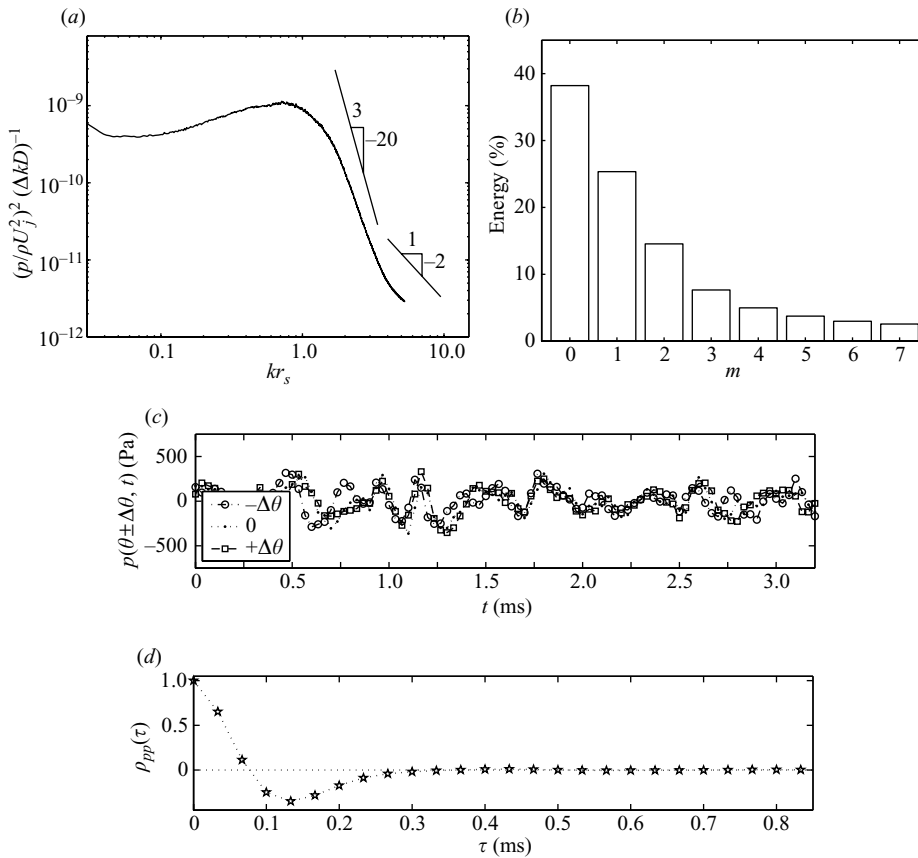 (a)
10⁻⁹
10⁻¹⁰
10⁻¹¹
10⁻¹²
(p/ρU²ⱼ)² (ΔkD)⁻¹
3
−20
1
−2
0.1
1.0
10.0
krₛ
(b)
40
30
20
10
0
Energy (%)
0 1 2 3 4 5 6 7
m
(c)
500
0
−500
p(θ±Δθ, t) (Pa)
−Δθ
0
+Δθ
0 0.5 1.0 1.5 2.0 2.5 3.0
t (ms)
(d)
1.0
0.5
0
ρₚₚ(τ)
0 0.1 0.2 0.3 0.4 0.5 0.6 0.7 0.8
τ (ms)